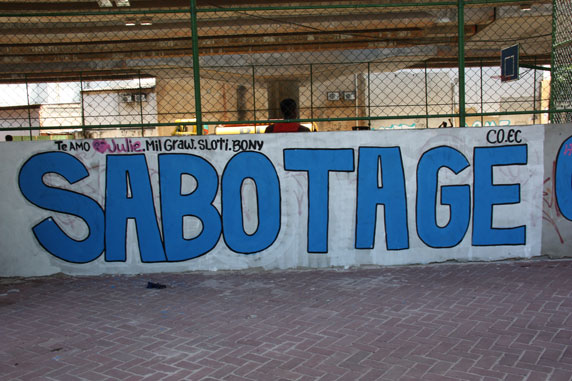 Te AMO Julie. Mil Graw. SLOTI. BONY
CO.EC
SABOTAGE